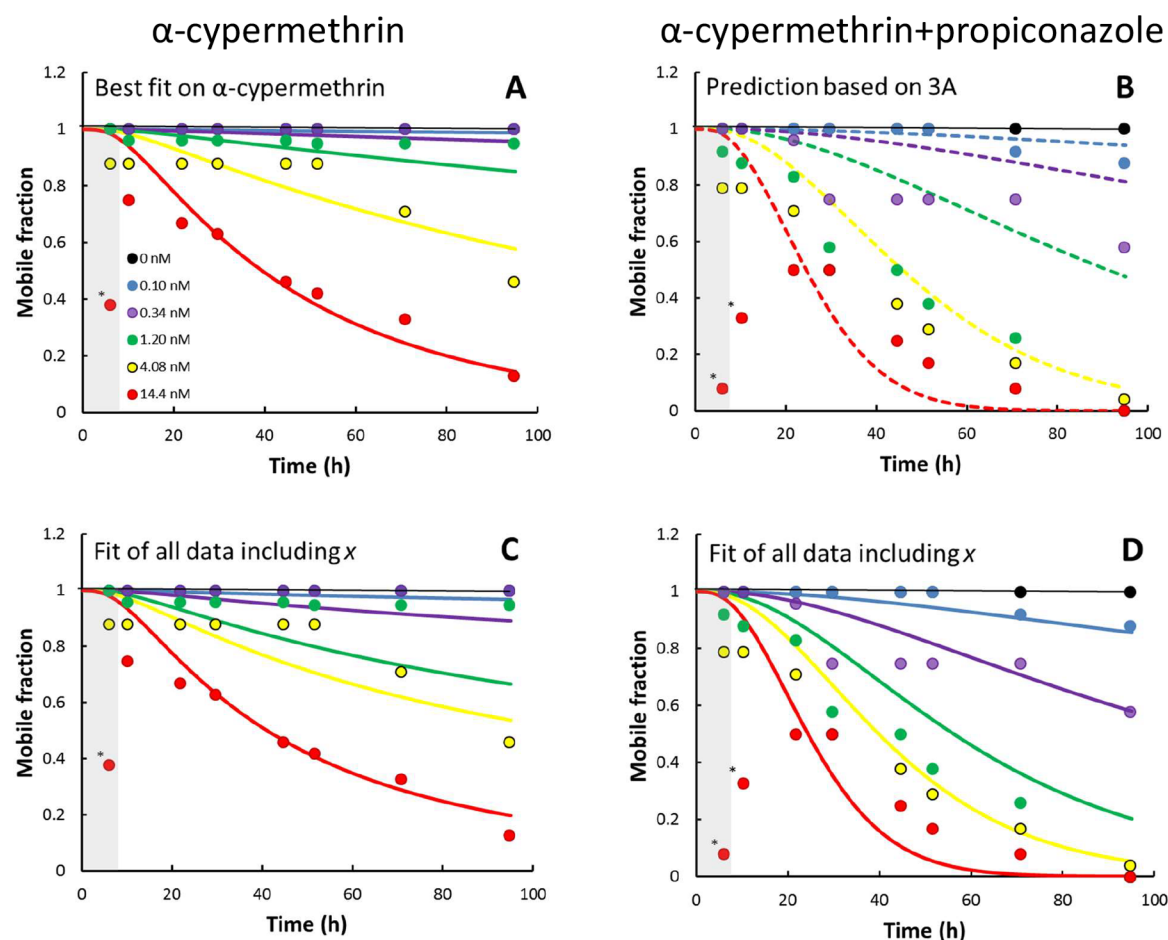 α-cypermethrin
α-cypermethrin+propiconazole
1.2
1
0.8
0.6
0.4
0.2
0
Mobile fraction
Best fit on α-cypermethrin
A
0 nM
0.10 nM
0.34 nM
1.20 nM
4.08 nM
14.4 nM
*
0 20 40 60 80 100
Time (h)
1.2
1
0.8
0.6
0.4
0.2
0
Mobile fraction
Prediction based on 3A
B
*
*
0 20 40 60 80 100
Time (h)
1.2
1
0.8
0.6
0.4
0.2
0
Mobile fraction
Fit of all data including x
C
*
0 20 40 60 80 100
Time (h)
1.2
1
0.8
0.6
0.4
0.2
0
Mobile fraction
Fit of all data including x
D
*
*
0 20 40 60 80 100
Time (h)